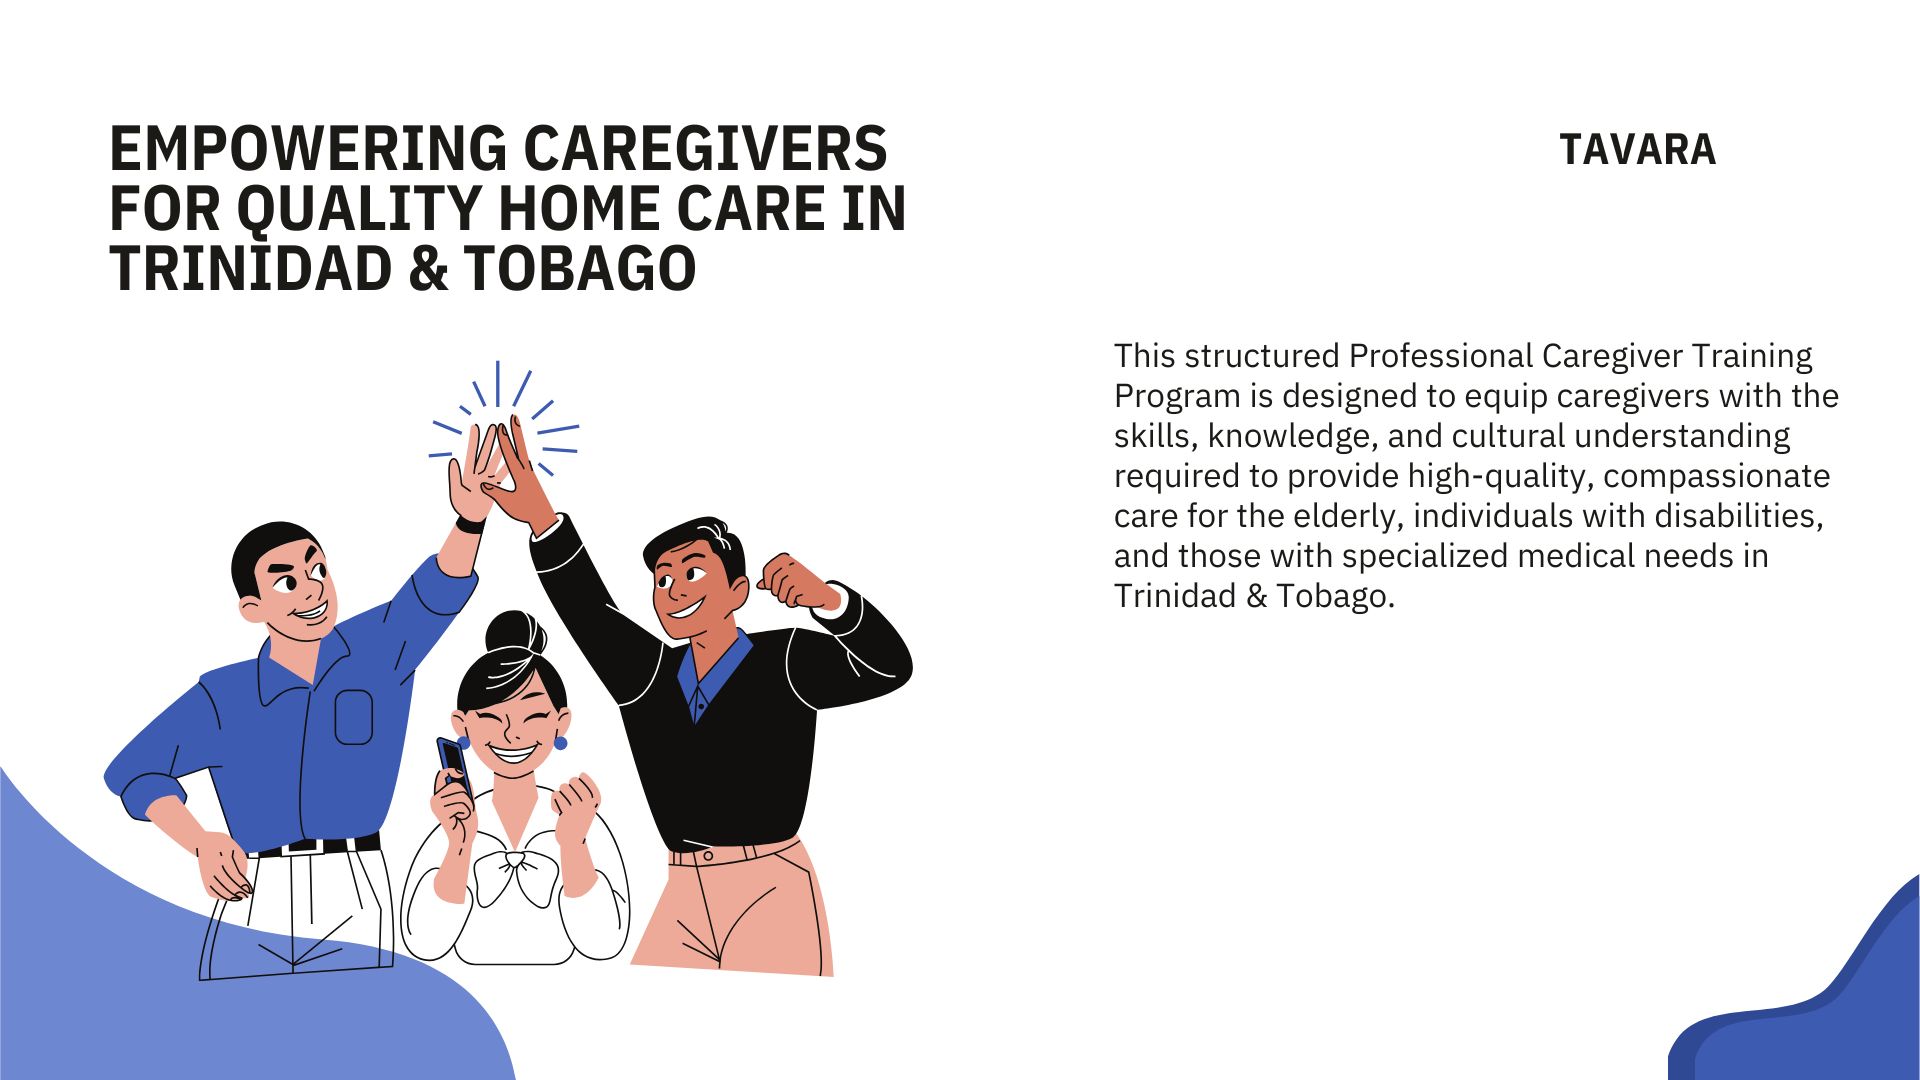 EMPOWERING CAREGIVERS
FOR QUALITY HOME CARE IN
TRINIDAD & TOBAGO
TAVARA
This structured Professional Caregiver Training
Program is designed to equip caregivers with the
skills, knowledge, and cultural understanding
required to provide high-quality, compassionate
care for the elderly, individuals with disabilities,
and those with specialized medical needs in
Trinidad & Tobago.